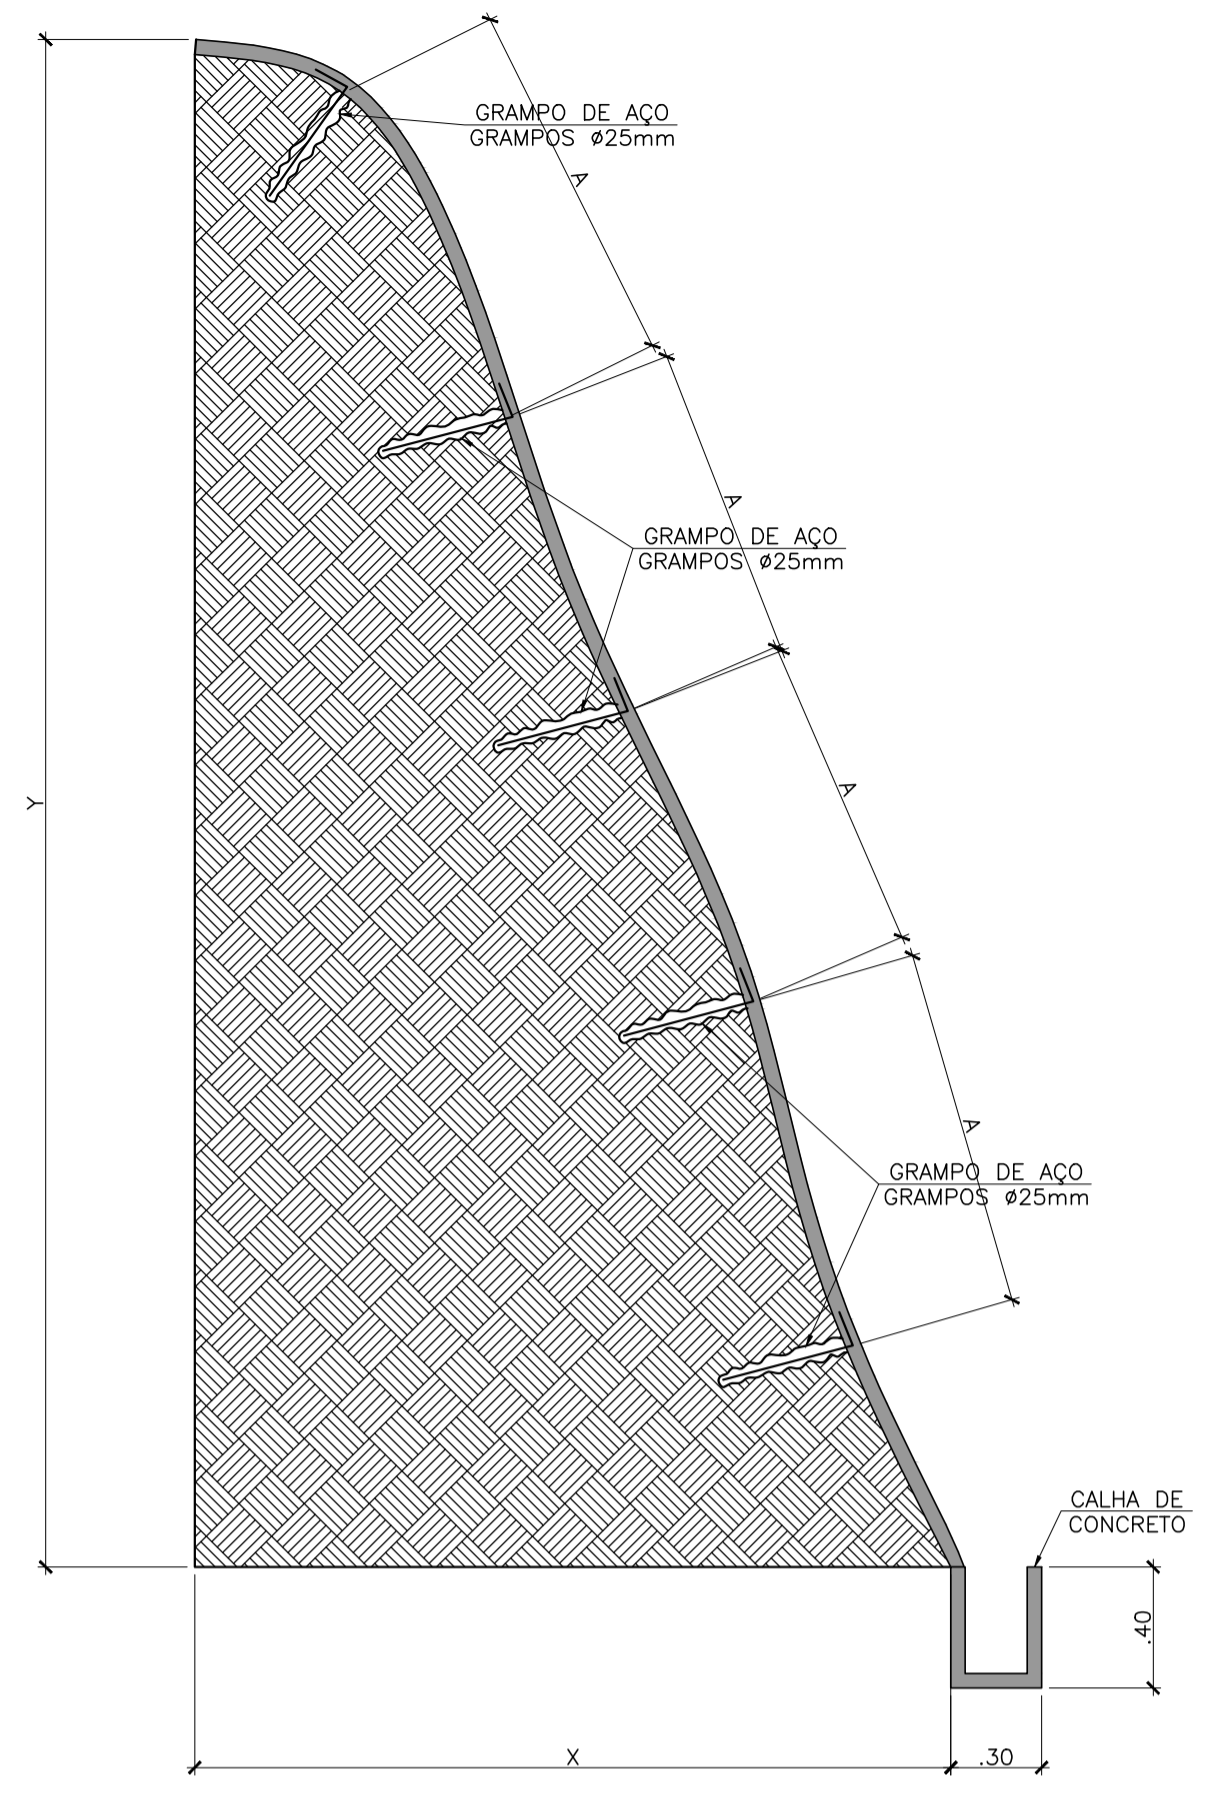 GRAMPO DE AÇO
GRAMPOS Ø25mm
A
A
GRAMPO DE AÇO
GRAMPOS Ø25mm
A
Y
A
GRAMPO DE AÇO
GRAMPOS Ø25mm
CALHA DE
CONCRETO
.40
X
.30